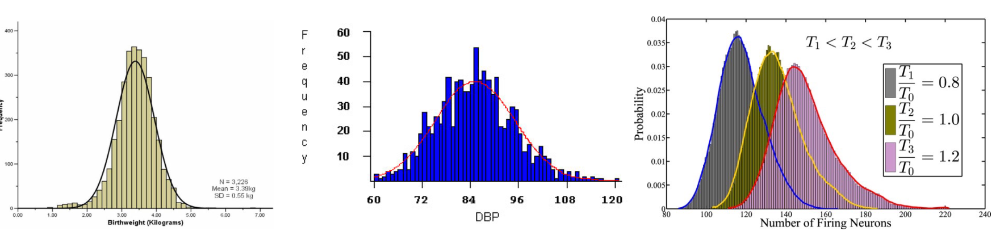 400
300
200
100
0
Frequency
N = 3,226
Mean = 3.39kg
SD = 0.55 kg
0.00 1.00 2.00 3.00 4.00 5.00 6.00 7.00
Birthweight (Kilograms)
Frequency
60
50
40
30
20
10
60 72 84 96 108 120
DBP
0.04
0.035
0.03
0.025
0.02
0.015
0.01
0.005
0
Probability
T₁ < T₂ < T₃
T₁/T₀ = 0.8
T₂/T₀ = 1.0
T₃/T₀ = 1.2
80 100 120 140 160 180 200 220 240
Number of Firing Neurons